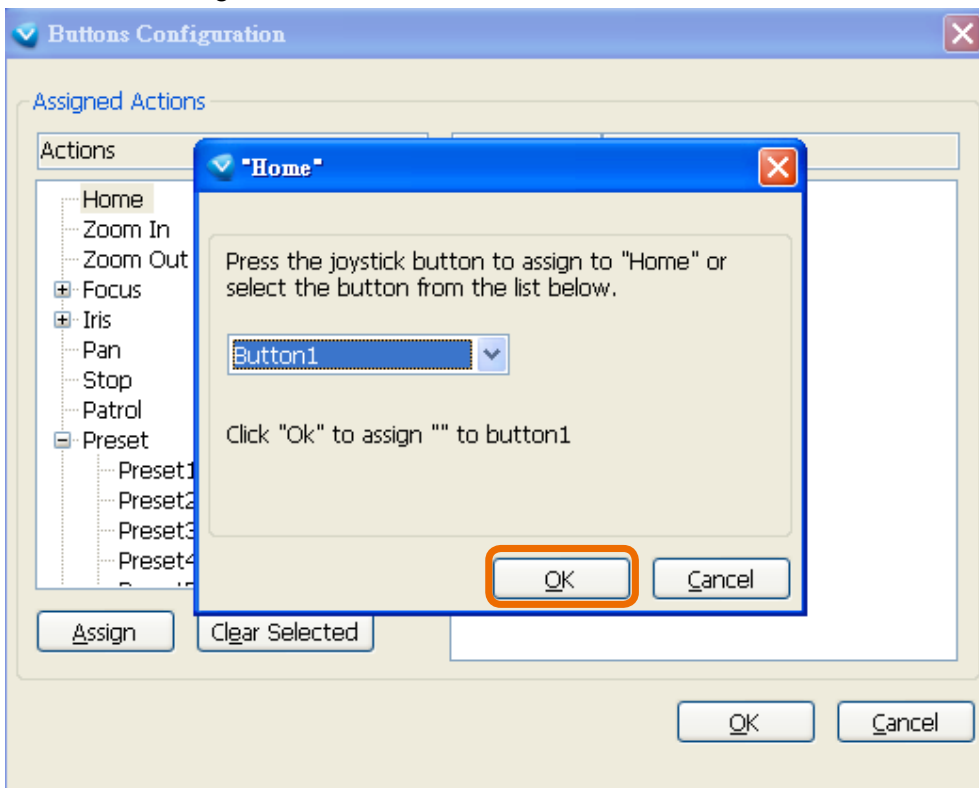 Buttons Configuration
Assigned Actions
Actions
Home
Zoom In
Zoom Out
Focus
Iris
Pan
Stop
Patrol
Preset
Preset1
Preset2
Preset3
Preset4
"Home"
Press the joystick button to assign to "Home" or
select the button from the list below.
Button1
Click "Ok" to assign "" to button1
OK
Cancel
Assign
Clear Selected
OK
Cancel